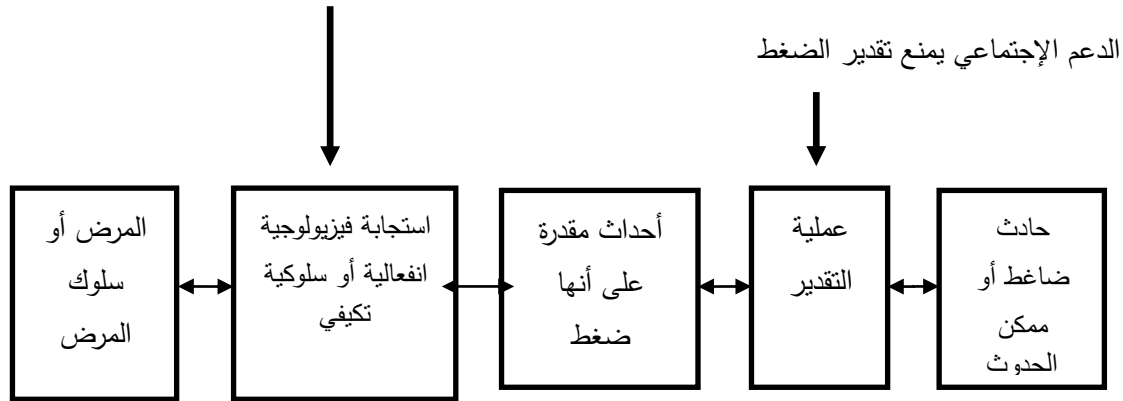 الدعم الإجتماعي يمنع تقدير الضغط
حادث
ضاغط أو
ممكن
الحدوث
عملية
التقدير
أحداث مقدرة
على أنها
ضغط
استجابة فيزيولوجية
انفعالية أو سلوكية
تكيفي
المرض أو
سلوك
المرض